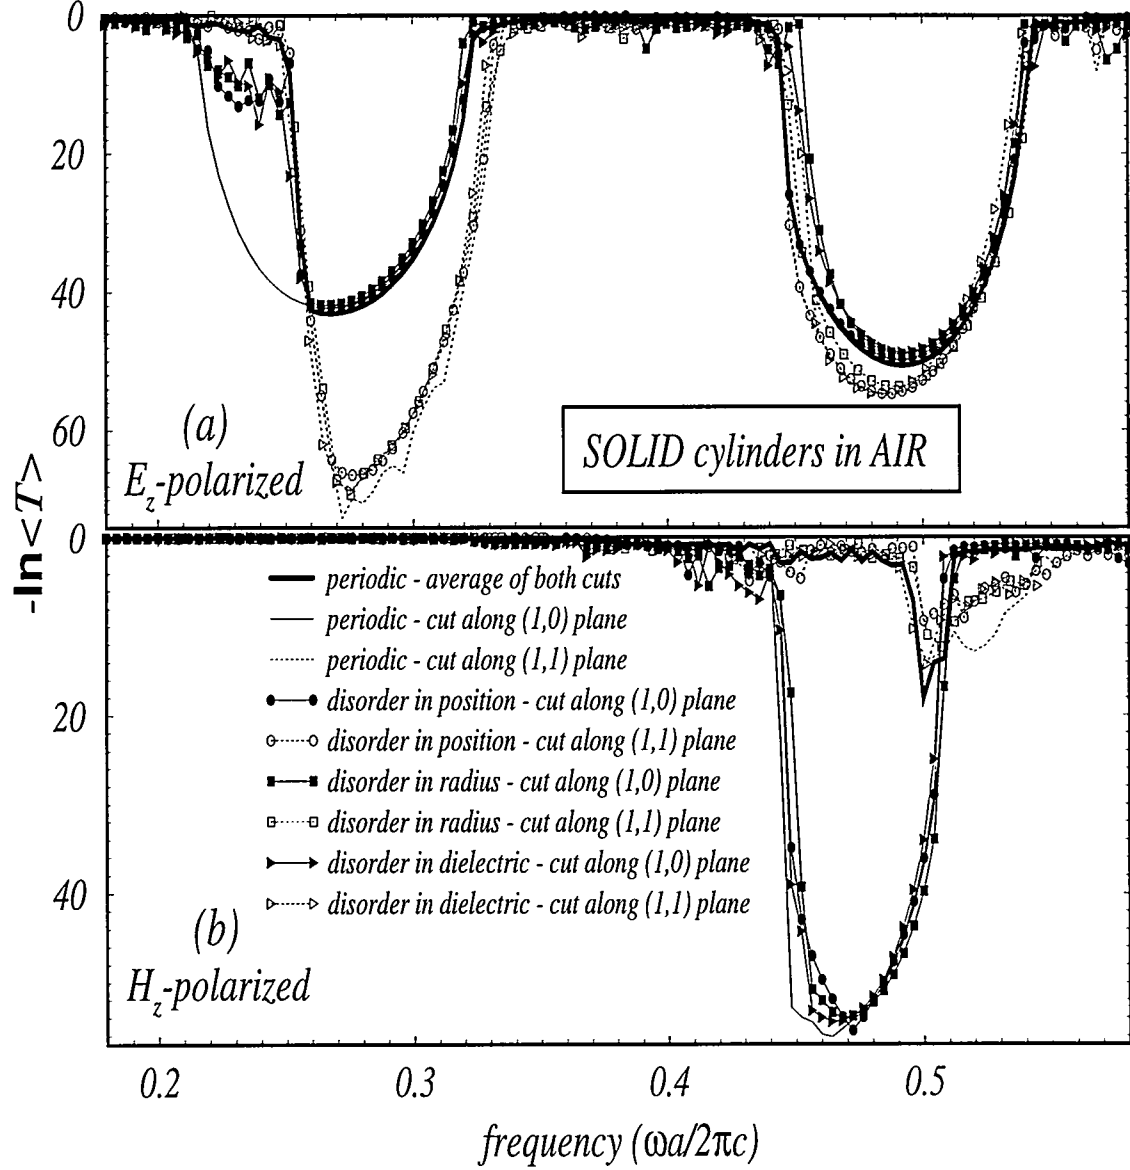 0
20
40
60
(a)
E_z-polarized
SOLID cylinders in AIR
-ln<T>
0
20
40
periodic - average of both cuts
periodic - cut along (1,0) plane
periodic - cut along (1,1) plane
disorder in position - cut along (1,0) plane
disorder in position - cut along (1,1) plane
disorder in radius - cut along (1,0) plane
disorder in radius - cut along (1,1) plane
disorder in dielectric - cut along (1,0) plane
disorder in dielectric - cut along (1,1) plane
(b)
H_z-polarized
0.2 0.3 0.4 0.5
frequency (ωa/2πc)